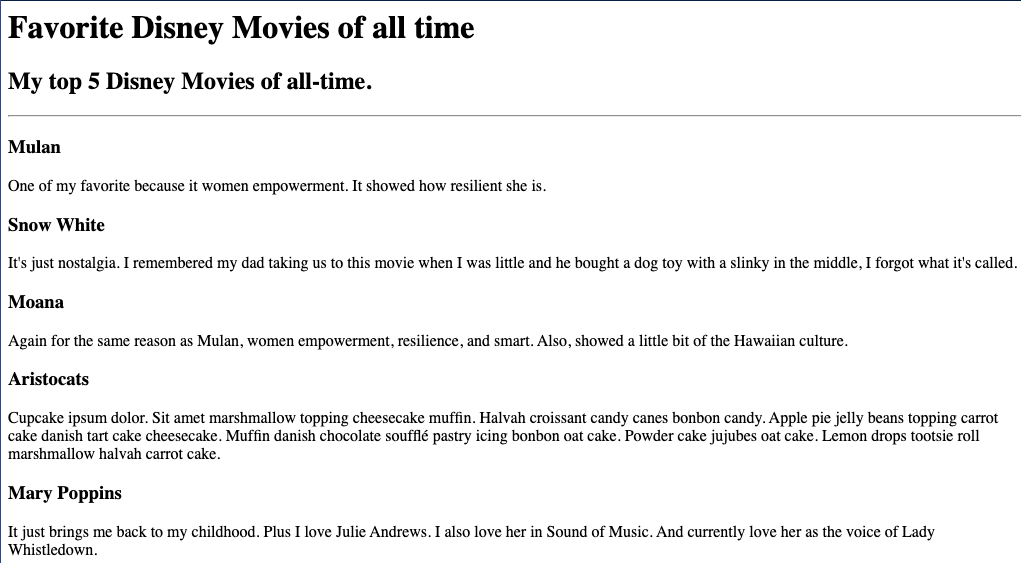 Favorite Disney Movies of all time
My top 5 Disney Movies of all-time.
Mulan
One of my favorite because it women empowerment. It showed how resilient she is.
Snow White
It's just nostalgia. I remembered my dad taking us to this movie when I was little and he bought a dog toy with a slinky in the middle, I forgot what it's called.
Moana
Again for the same reason as Mulan, women empowerment, resilience, and smart. Also, showed a little bit of the Hawaiian culture.
Aristocats
Cupcake ipsum dolor. Sit amet marshmallow topping cheesecake muffin. Halvah croissant candy canes bonbon candy. Apple pie jelly beans topping carrot
cake danish tart cake cheesecake. Muffin danish chocolate soufflé pastry icing bonbon oat cake. Powder cake jujubes oat cake. Lemon drops tootsie roll
marshmallow halvah carrot cake.
Mary Poppins
It just brings me back to my childhood. Plus I love Julie Andrews. I also love her in Sound of Music. And currently love her as the voice of Lady
Whistledown.